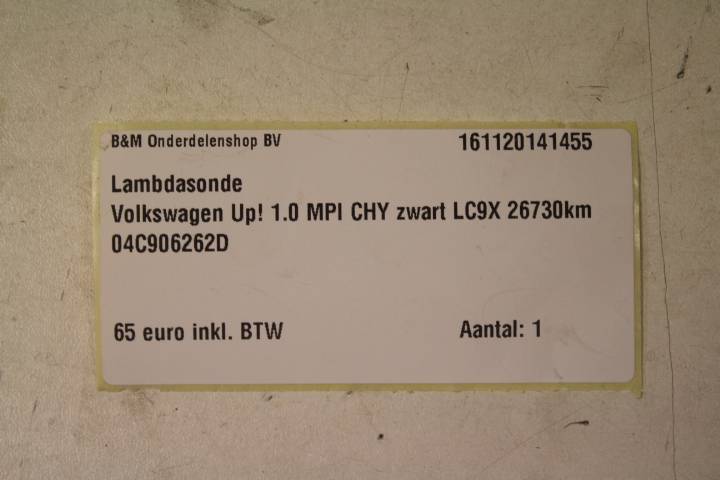 B&M Onderdelenshop BV 161120141455
Lambdasonde
Volkswagen Up! 1.0 MPI CHY zwart LC9X 26730km
04C906262D
65 euro inkl. BTW Aantal: 1